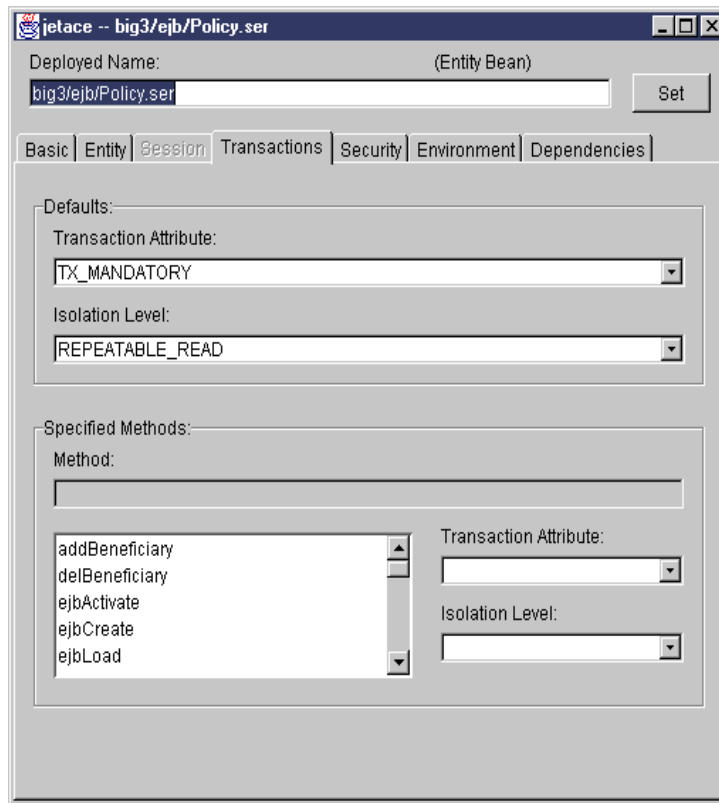 jetace -- big3/ejb/Policy.ser
Deployed Name: (Entity Bean)
big3/ejb/Policy.ser Set
Basic Entity Session Transactions Security Environment Dependencies
Defaults:
Transaction Attribute:
TX_MANDATORY
Isolation Level:
REPEATABLE_READ
Specified Methods:
Method:
Transaction Attribute:
addBeneficiary
delBeneficiary
ejbActivate
Isolation Level:
ejbCreate
ejbLoad